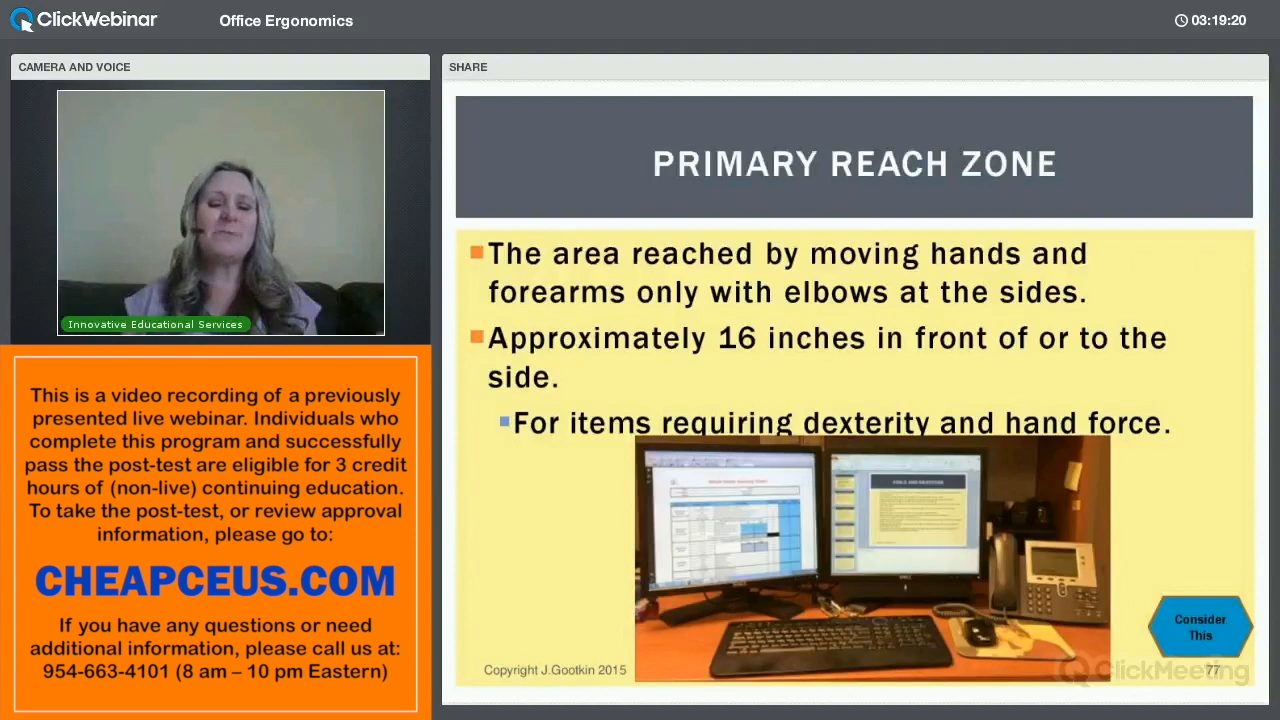 ClickWebinar
Office Ergonomics
03:19:20
CAMERA AND VOICE
SHARE
Innovative Educational Services
PRIMARY REACH ZONE
The area reached by moving hands and
forearms only with elbows at the sides.
Approximately 16 inches in front of or to the
side.
For items requiring dexterity and hand force.
This is a video recording of a previously
presented live webinar. Individuals who
complete this program and successfully
pass the post-test are eligible for 3 credit
hours of (non-live) continuing education.
To take the post-test, or review approval
information, please go to:
CHEAPCEUS.COM
If you have any questions or need
additional information, please call us at:
954-663-4101 (8 am – 10 pm Eastern)
Consider
This
Copyright J.Gootkin 2015
77
ClickMeeting